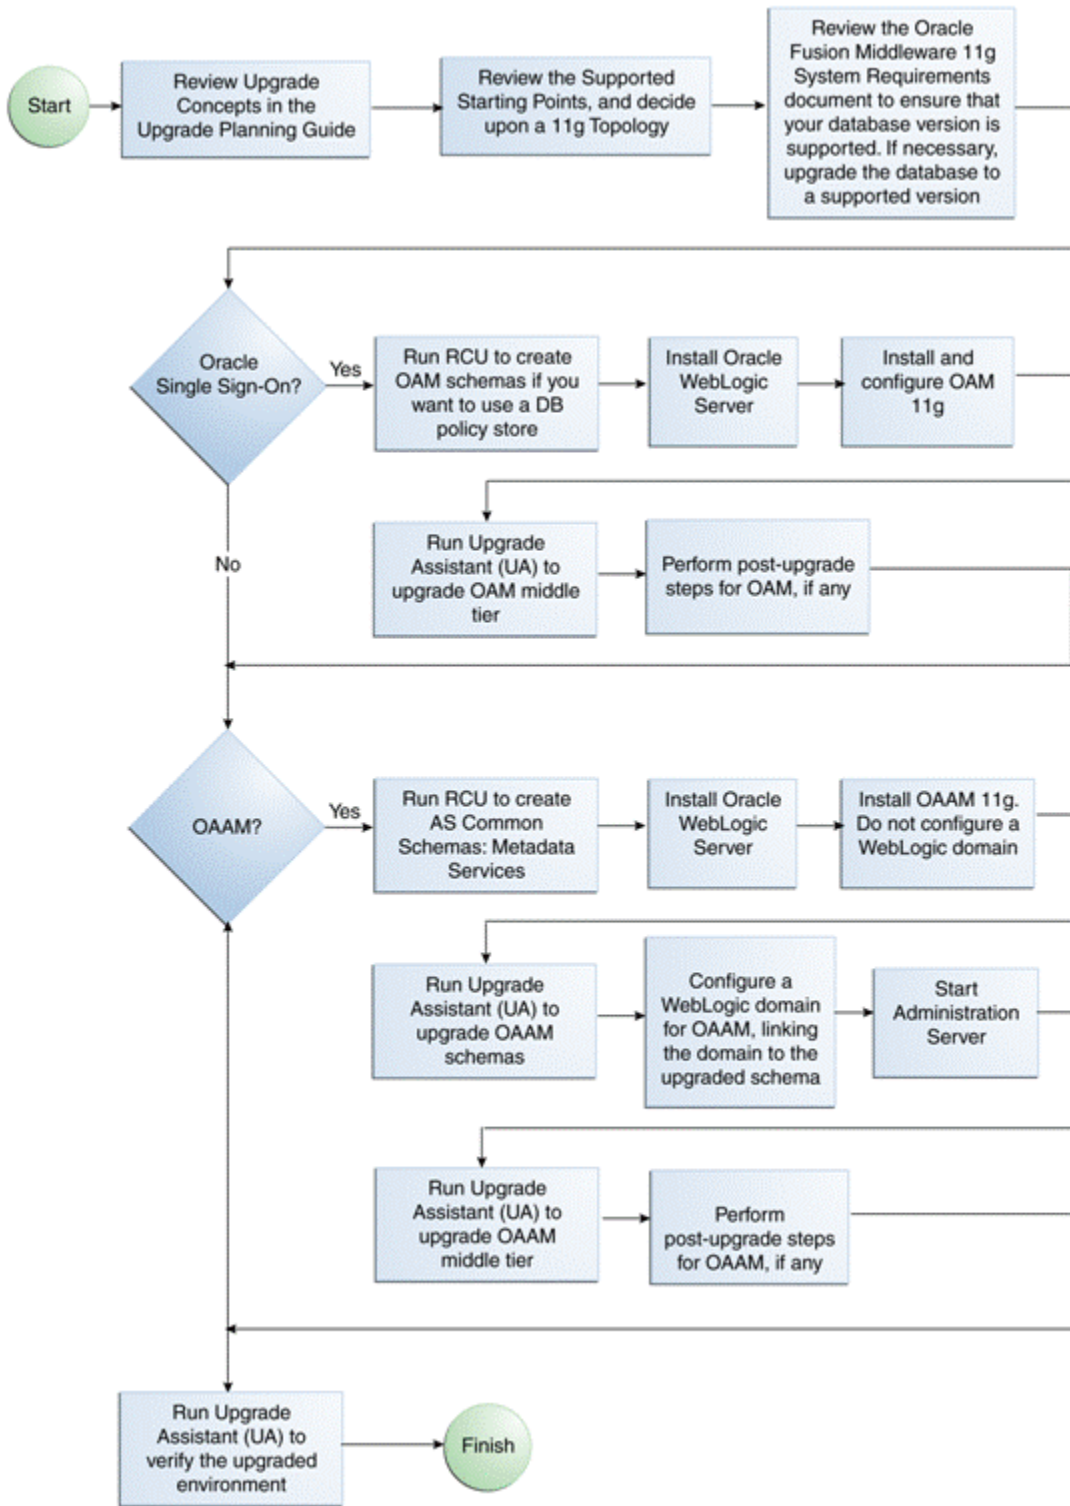 Start
Review Upgrade
Concepts in the
Upgrade Planning Guide
Review the Supported
Starting Points, and decide
upon a 11g Topology
Review the Oracle
Fusion Middleware 11g
System Requirements
document to ensure that
your database version is
supported. If necessary,
upgrade the database to
a supported version
Oracle
Single Sign-On?
Yes
Run RCU to create
OAM schemas if you
want to use a DB
policy store
Install Oracle
WebLogic
Server
Install and
configure OAM
11g
No
Run Upgrade
Assistant (UA) to
upgrade OAM middle
tier
Perform post-upgrade
steps for OAM, if any
OAAM?
Yes
Run RCU to create
AS Common
Schemas: Metadata
Services
Install Oracle
WebLogic
Server
Install OAAM 11g.
Do not configure a
WebLogic domain
Run Upgrade
Assistant (UA) to
upgrade OAAM
schemas
Configure a
WebLogic domain
for OAAM, linking
the domain to the
upgraded schema
Start
Administration
Server
Run Upgrade
Assistant (UA) to
upgrade OAAM
middle tier
Perform
post-upgrade steps
for OAAM, if any
Run Upgrade
Assistant (UA) to
verify the upgraded
environment
Finish